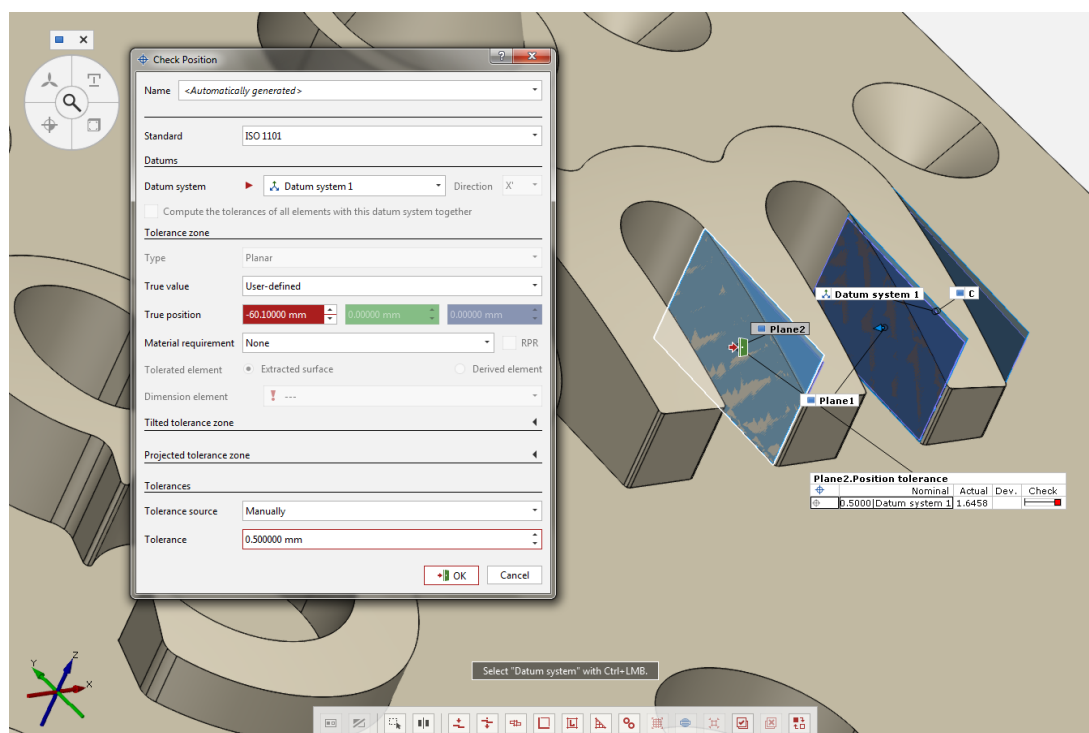 Check Position
Name <Automatically generated>
Standard ISO 1101
Datums
Datum system Datum system 1 Direction X'
Compute the tolerances of all elements with this datum system together
Tolerance zone
Type Planar
True value User-defined
True position -60.10000 mm 0.00000 mm 0.00000 mm
Material requirement None RPR
Tolerated element Extracted surface Derived element
Dimension element ---
Tilted tolerance zone
Projected tolerance zone
Tolerances
Tolerance source Manually
Tolerance 0.500000 mm
OK Cancel
Datum system 1
C
Plane2
Plane1
Plane2.Position tolerance
Nominal Actual Dev. Check
0.5000 Datum system 1 1.6458
Select "Datum system" with Ctrl+LMB.
Y
Z
X